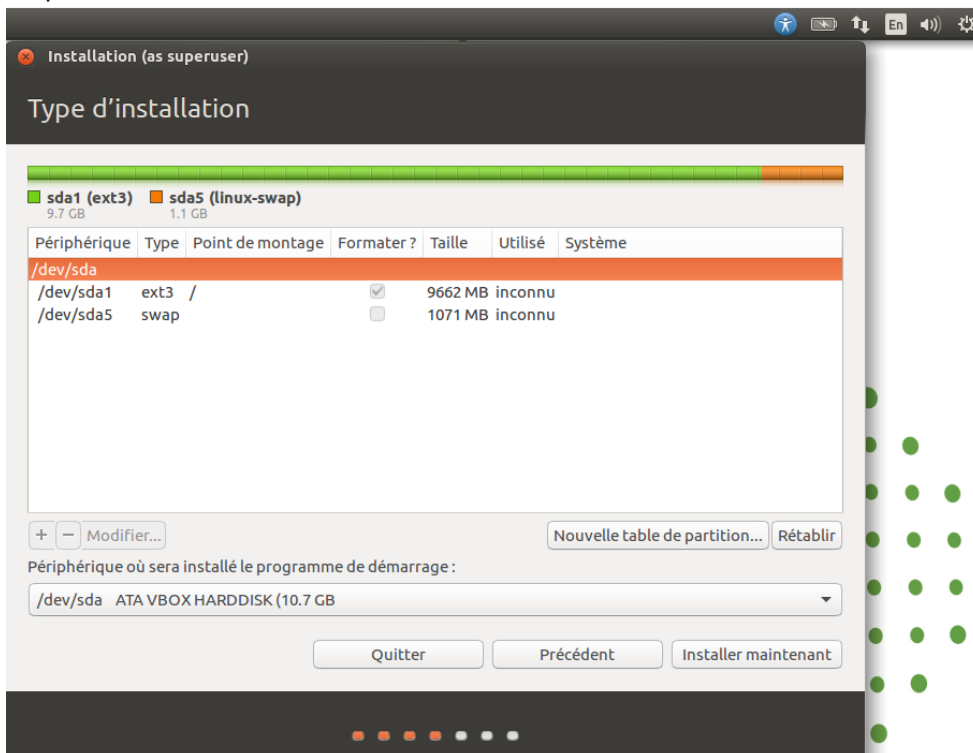 En
Installation (as superuser)
Type d'installation
sda1 (ext3) sda5 (linux-swap)
9.7 GB 1.1 GB
Périphérique Type Point de montage Formater ? Taille Utilisé Système
/dev/sda
/dev/sda1 ext3 / 9662 MB inconnu
/dev/sda5 swap 1071 MB inconnu
+ − Modifier... Nouvelle table de partition... Rétablir
Périphérique où sera installé le programme de démarrage :
/dev/sda ATA VBOX HARDDISK (10.7 GB
Quitter Précédent Installer maintenant